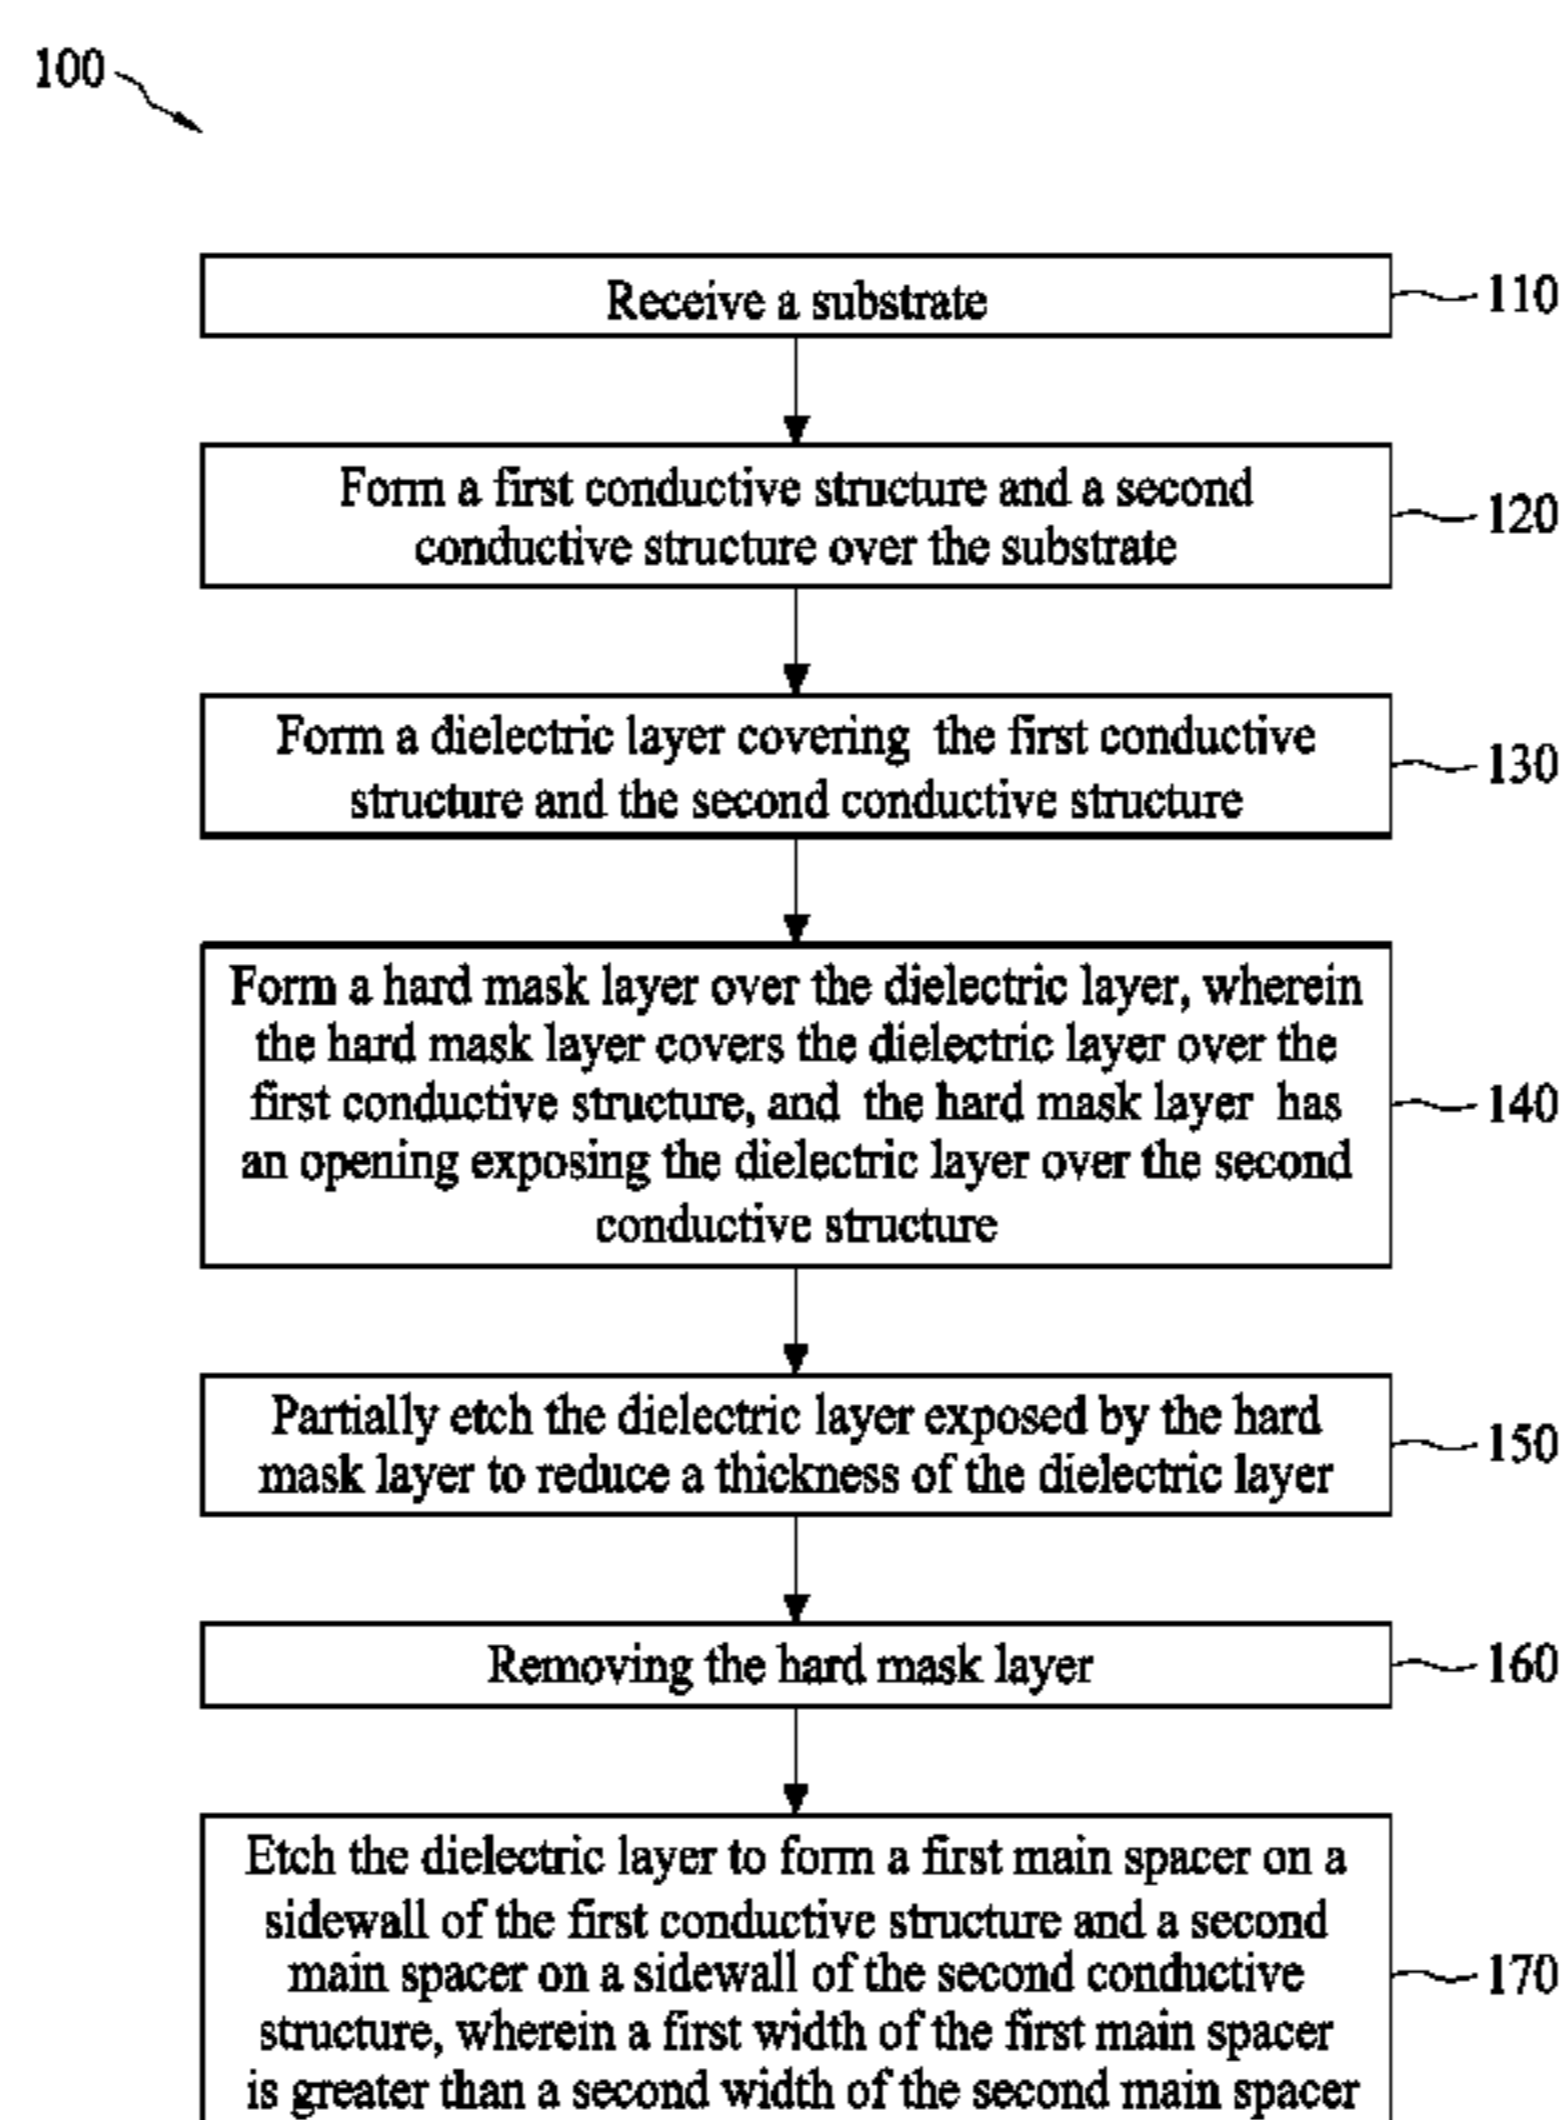 100
Receive a substrate
110
Form a first conductive structure and a second
conductive structure over the substrate
120
Form a dielectric layer covering the first conductive
structure and the second conductive structure
130
Form a hard mask layer over the dielectric layer, wherein
the hard mask layer covers the dielectric layer over the
first conductive structure, and the hard mask layer has
an opening exposing the dielectric layer over the second
conductive structure
140
Partially etch the dielectric layer exposed by the hard
mask layer to reduce a thickness of the dielectric layer
150
Removing the hard mask layer
160
Etch the dielectric layer to form a first main spacer on a
sidewall of the first conductive structure and a second
main spacer on a sidewall of the second conductive
structure, wherein a first width of the first main spacer
is greater than a second width of the second main spacer
170